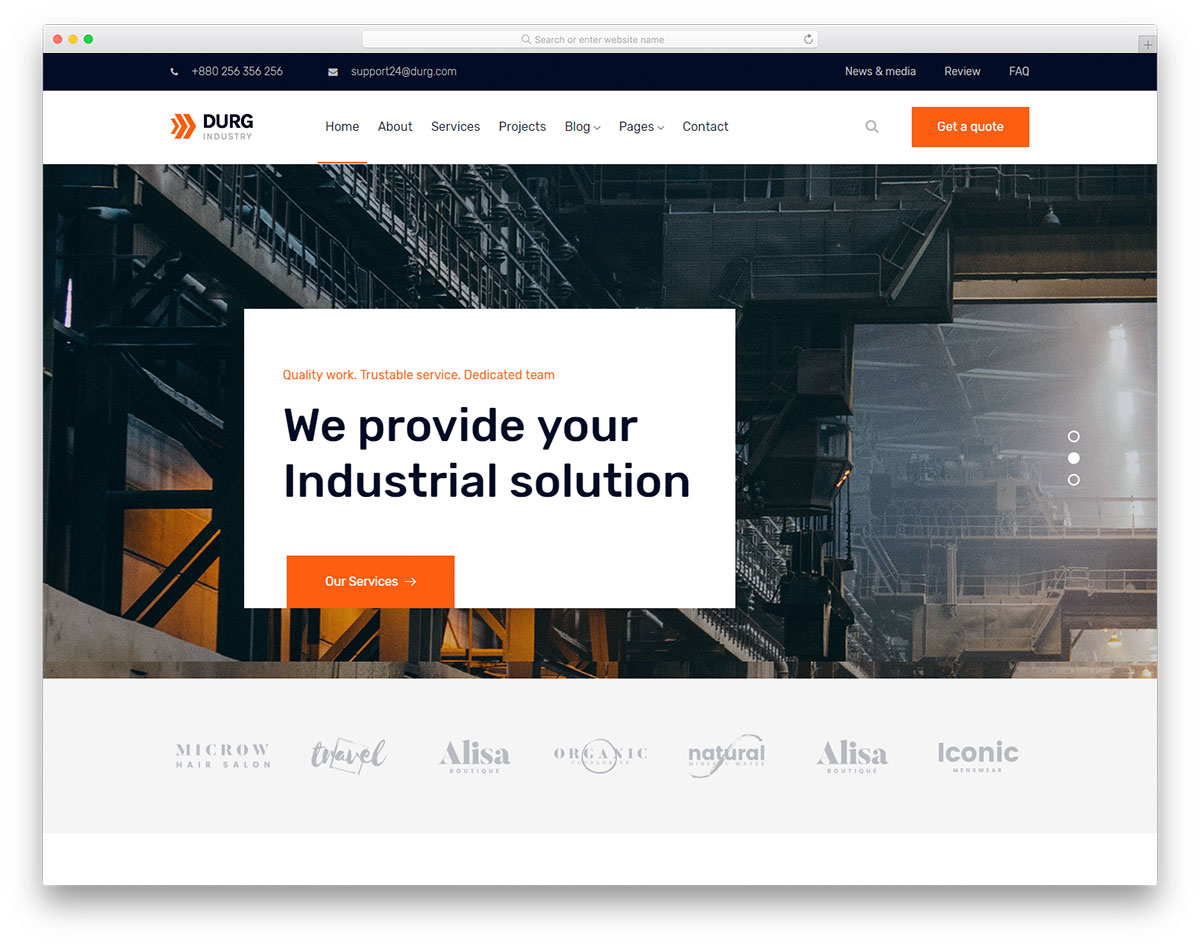 Search or enter website name
+880 256 356 256
support24@durg.com
News & media
Review
FAQ
DURG
INDUSTRY
Home
About
Services
Projects
Blog
Pages
Contact
Get a quote
Quality work. Trustable service. Dedicated team
We provide your
Industrial solution
Our Services
MICROW
HAIR SALON
travel
Alisa
BOUTIQUE
ORGANIC
natural
MINERAL WATER
Alisa
BOUTIQUE
Iconic
MENSWEAR